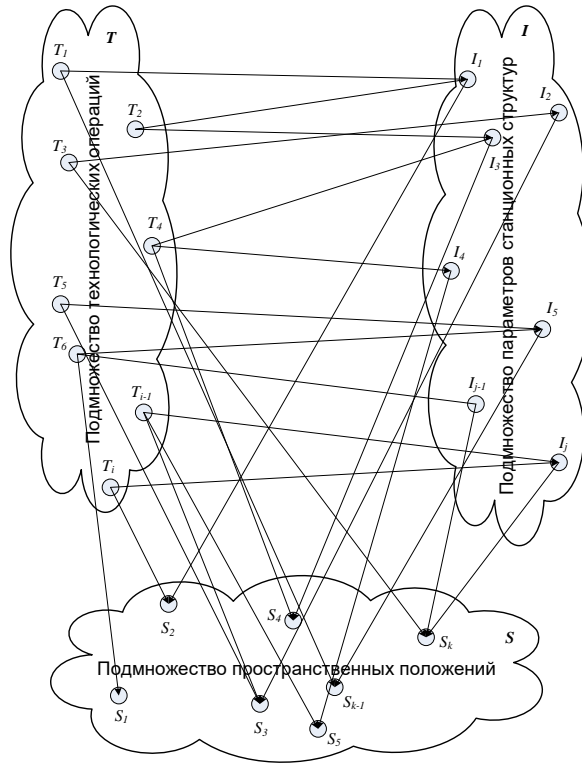 T
I
T1
I1
T2
I2
T3
I3
T4
I4
T5
I5
T6
Ti-1
Ij-1
Ti
Ij
Подмножество технологических операций
Подмножество параметров станционных структур
S2
S4
Sk
S
Подмножество пространственных положений
S1
S3
Sk-1
S5